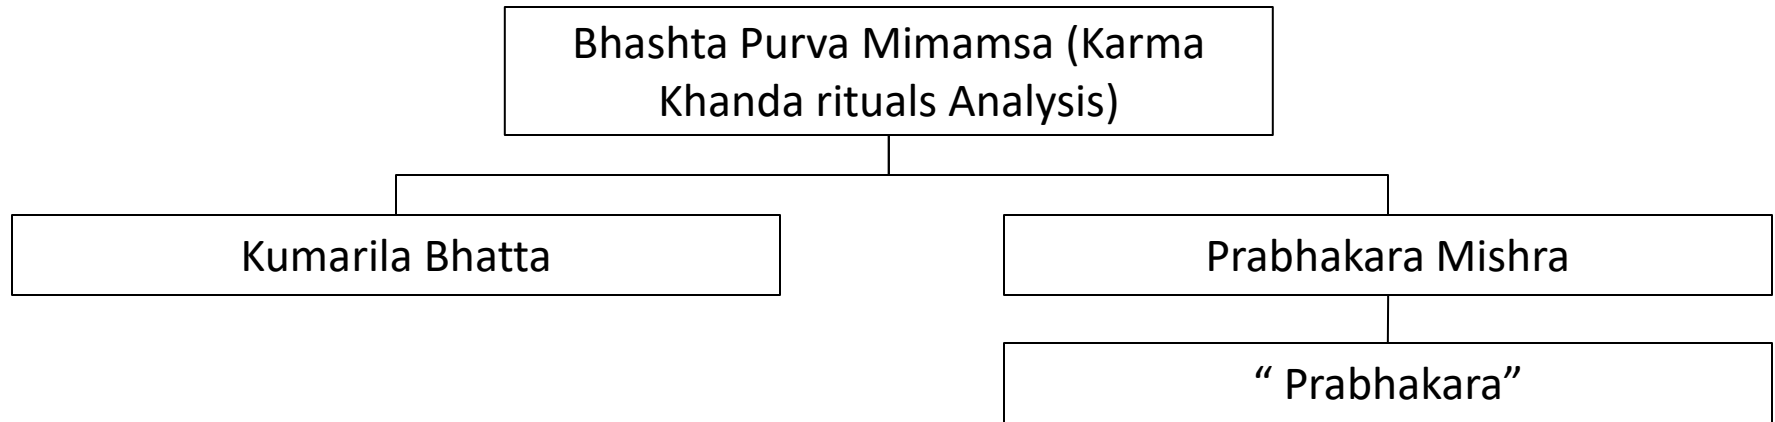 Bhashta Purva Mimamsa (Karma
Khanda rituals Analysis)
Kumarila Bhatta
Prabhakara Mishra
“ Prabhakara”